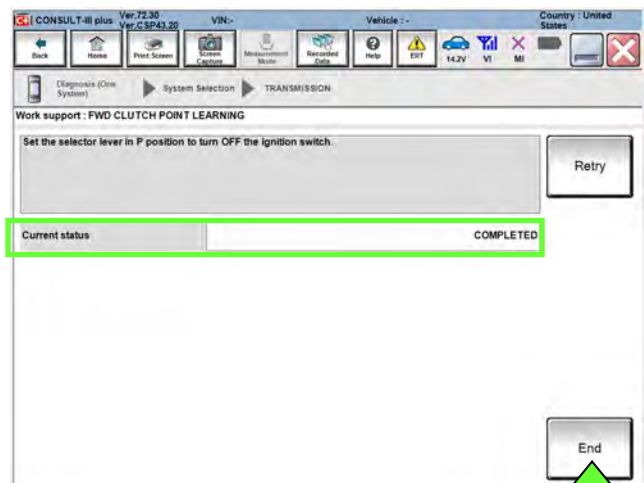 CONSULT-III plus Ver.72.30 Ver.CSP43.20 VIN:- Vehicle : - Country : United States
Back Home Print Screen Screen Capture Measurement Mode Recorded Data Help ERT 14.2V VI MI
Diagnosis (One System) System Selection TRANSMISSION
Work support : FWD CLUTCH POINT LEARNING
Set the selector lever in P position to turn OFF the ignition switch.
Retry
Current status COMPLETED
End